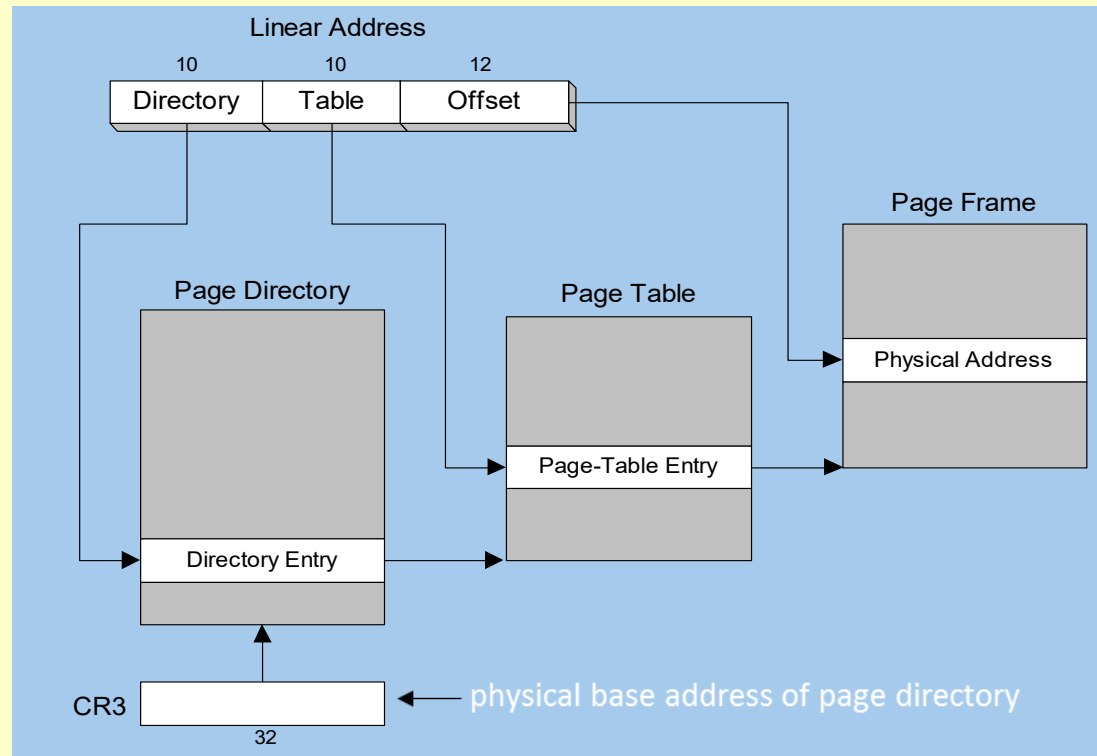 Linear Address
10 10 12
Directory Table Offset
Page Frame
Physical Address
Page Directory
Page Table
Page-Table Entry
Directory Entry
CR3
physical base address of page directory
32